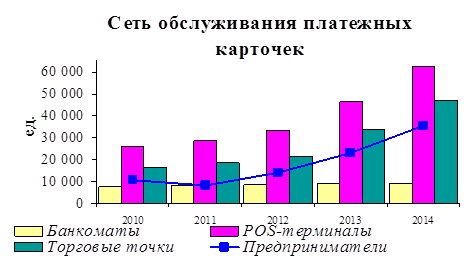 Сеть обслуживания платежных
карточек
ед.
60 000
50 000
40 000
30 000
20 000
10 000
0
2010 2011 2012 2013 2014
Банкоматы POS-терминалы
Торговые точки Предприниматели